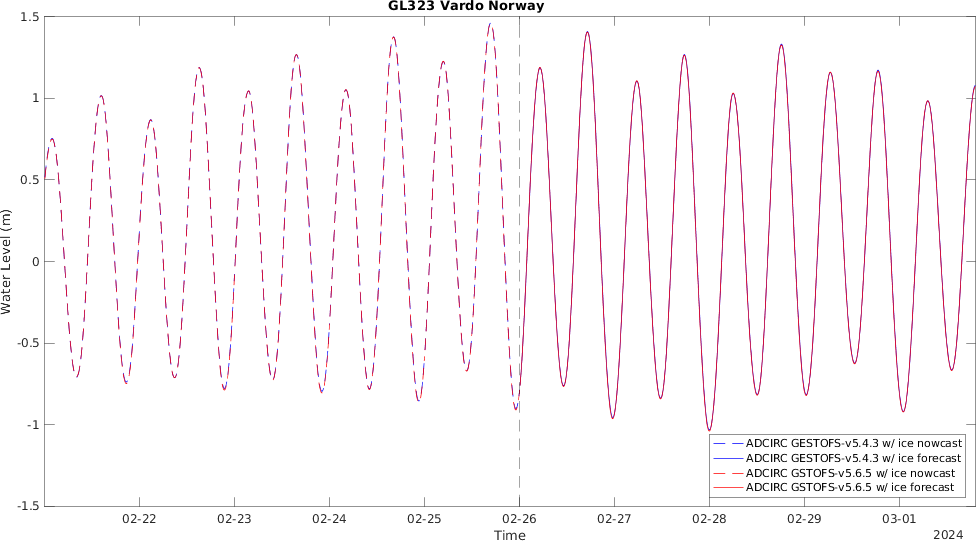 GL323 Vardo Norway
1.5
1
0.5
0
-0.5
-1
-1.5
Water Level (m)
ADCIRC GESTOFS-v5.4.3 w/ ice nowcast
ADCIRC GESTOFS-v5.4.3 w/ ice forecast
ADCIRC GSTOFS-v5.6.5 w/ ice nowcast
ADCIRC GSTOFS-v5.6.5 w/ ice forecast
02-22 02-23 02-24 02-25 02-26 02-27 02-28 02-29 03-01
Time
2024